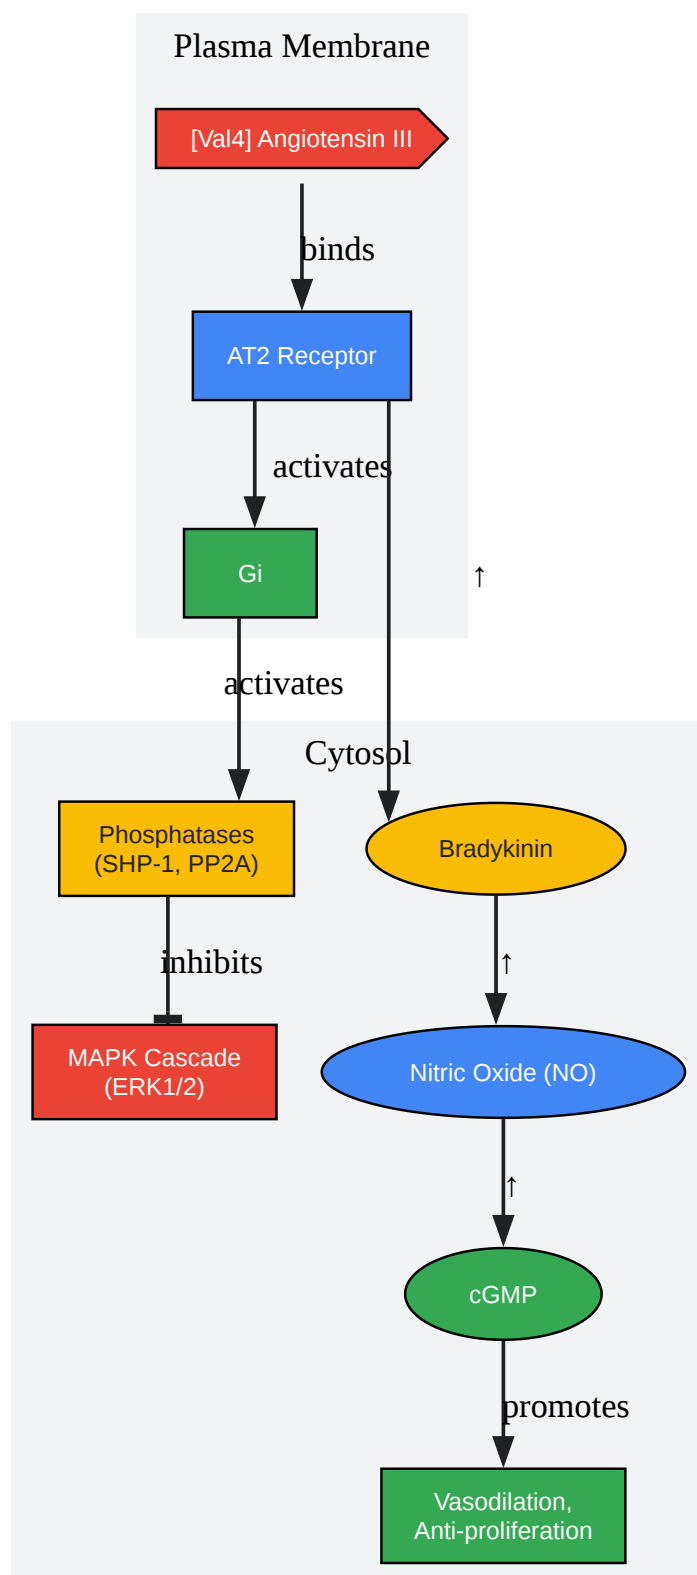 Plasma Membrane
[Val4] Angiotensin III
binds
AT2 Receptor
activates
Gi
↑
activates
Cytosol
Phosphatases
(SHP-1, PP2A)
Bradykinin
inhibits
↑
MAPK Cascade
(ERK1/2)
Nitric Oxide (NO)
↑
cGMP
promotes
Vasodilation,
Anti-proliferation